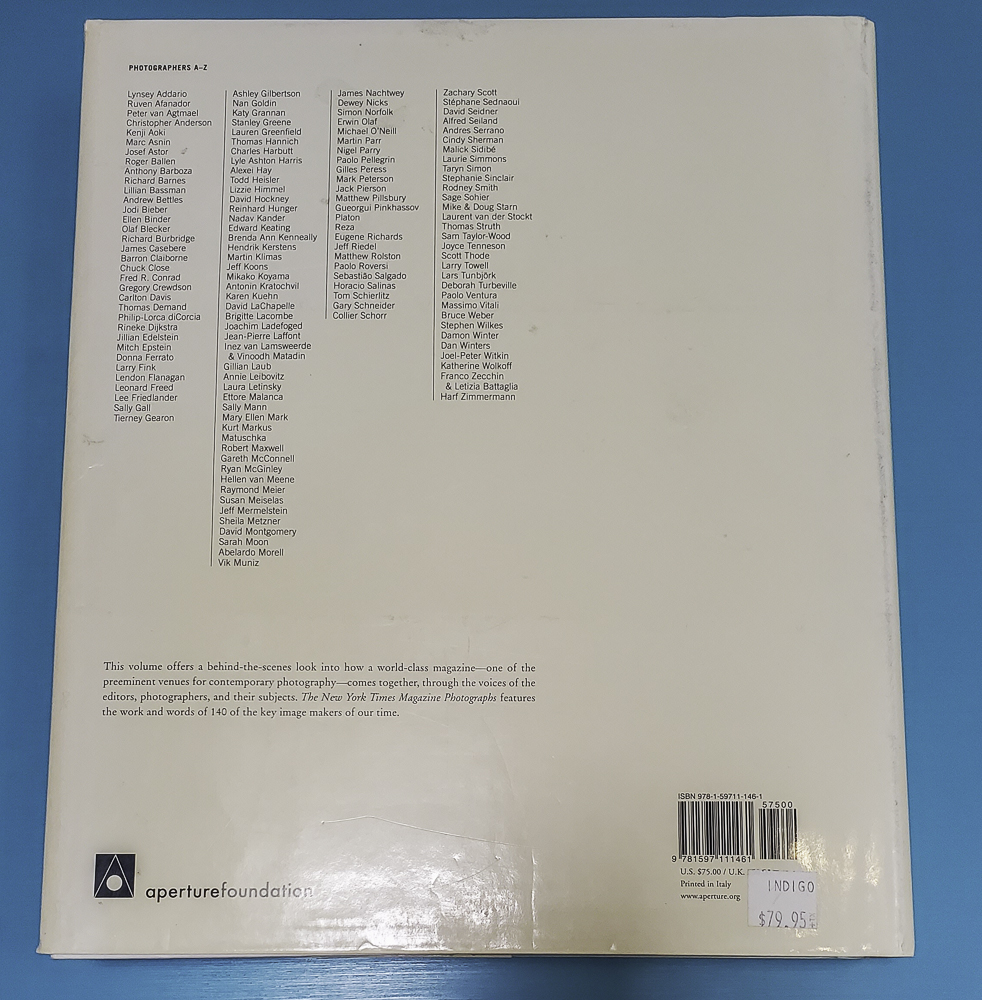 PHOTOGRAPHERS A–Z
Lynsey Addario
Ruven Afanador
Peter van Agtmael
Christopher Anderson
Kenji Aoki
Marc Asnin
Josef Astor
Roger Ballen
Anthony Barboza
Richard Barnes
Lillian Bassman
Andrew Bettles
Jodi Bieber
Ellen Binder
Olaf Blecker
Richard Burbridge
James Casebere
Barron Claiborne
Chuck Close
Fred R. Conrad
Gregory Crewdson
Carlton Davis
Thomas Demand
Philip-Lorca diCorcia
Rineke Dijkstra
Jillian Edelstein
Mitch Epstein
Donna Ferrato
Larry Fink
Lendon Flanagan
Leonard Freed
Lee Friedlander
Sally Gall
Tierney Gearon
Ashley Gilbertson
Nan Goldin
Katy Grannan
Stanley Greene
Lauren Greenfield
Thomas Hannich
Charles Harbutt
Lyle Ashton Harris
Alexei Hay
Todd Heisler
Lizzie Himmel
David Hockney
Reinhard Hunger
Nadav Kander
Edward Keating
Brenda Ann Kenneally
Hendrik Kerstens
Martin Klimas
Jeff Koons
Mikako Koyama
Antonin Kratochvil
Karen Kuehn
David LaChapelle
Brigitte Lacombe
Joachim Ladefoged
Jean-Pierre Laffont
Inez van Lamsweerde
& Vinoodh Matadin
Gillian Laub
Annie Leibovitz
Laura Letinsky
Ettore Malanca
Sally Mann
Mary Ellen Mark
Kurt Markus
Matuschka
Robert Maxwell
Gareth McConnell
Ryan McGinley
Hellen van Meene
Raymond Meier
Susan Meiselas
Jeff Mermelstein
Sheila Metzner
David Montgomery
Sarah Moon
Abelardo Morell
Vik Muniz
James Nachtwey
Dewey Nicks
Simon Norfolk
Erwin Olaf
Michael O'Neill
Martin Parr
Nigel Parry
Paolo Pellegrin
Gilles Peress
Mark Peterson
Jack Pierson
Matthew Pillsbury
Gueorgui Pinkhassov
Platon
Reza
Eugene Richards
Jeff Riedel
Matthew Rolston
Paolo Roversi
Sebastião Salgado
Horacio Salinas
Tom Schierlitz
Gary Schneider
Collier Schorr
Zachary Scott
Stéphane Sednaoui
David Seidner
Alfred Seiland
Andres Serrano
Cindy Sherman
Malick Sidibé
Laurie Simmons
Taryn Simon
Stephanie Sinclair
Rodney Smith
Sage Sohier
Mike & Doug Starn
Laurent van der Stockt
Thomas Struth
Sam Taylor-Wood
Joyce Tenneson
Scott Thode
Larry Towell
Lars Tunbjörk
Deborah Turbeville
Paolo Ventura
Massimo Vitali
Bruce Weber
Stephen Wilkes
Damon Winter
Dan Winters
Joel-Peter Witkin
Katherine Wolkoff
Franco Zecchin
& Letizia Battaglia
Harf Zimmermann
This volume offers a behind-the-scenes look into how a world-class magazine—one of the
preeminent venues for contemporary photography—comes together, through the voices of the
editors, photographers, and their subjects. The New York Times Magazine Photographs features
the work and words of 140 of the key image makers of our time.
aperturefoundation
ISBN 978-1-59711-146-1
57500
9 781597 111461
U.S. $75.00 / U.K.
Printed in Italy
www.aperture.org
INDIGO
$79.95